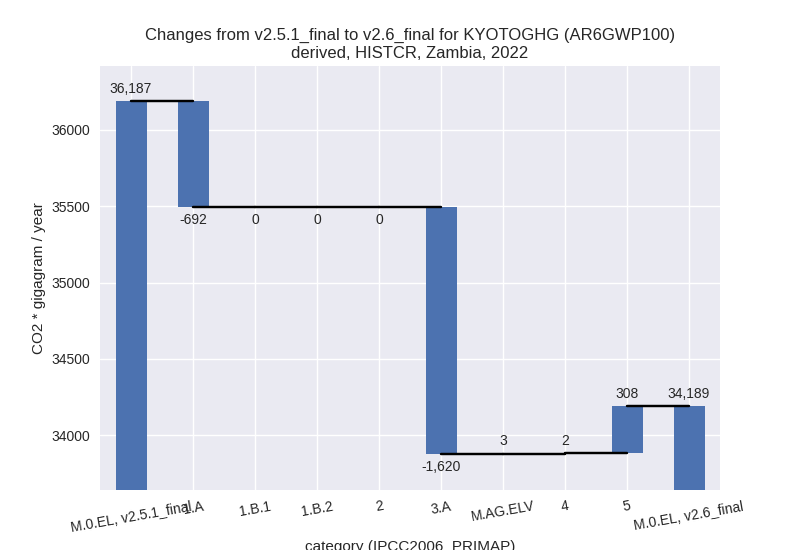 Changes from v2.5.1_final to v2.6_final for KYOTOGHG (AR6GWP100)
derived, HISTCR, Zambia, 2022
36,187
36000
35500
-692 0 0 0
CO2 * gigagram / year
35000
34500
308 34,189
34000
3 2
-1,620
M.0.EL, v2.5.1_final 1.A 1.B.1 1.B.2 2 3.A M.AG.ELV 4 5 M.0.EL, v2.6_final
category (IPCC2006_PRIMAP)